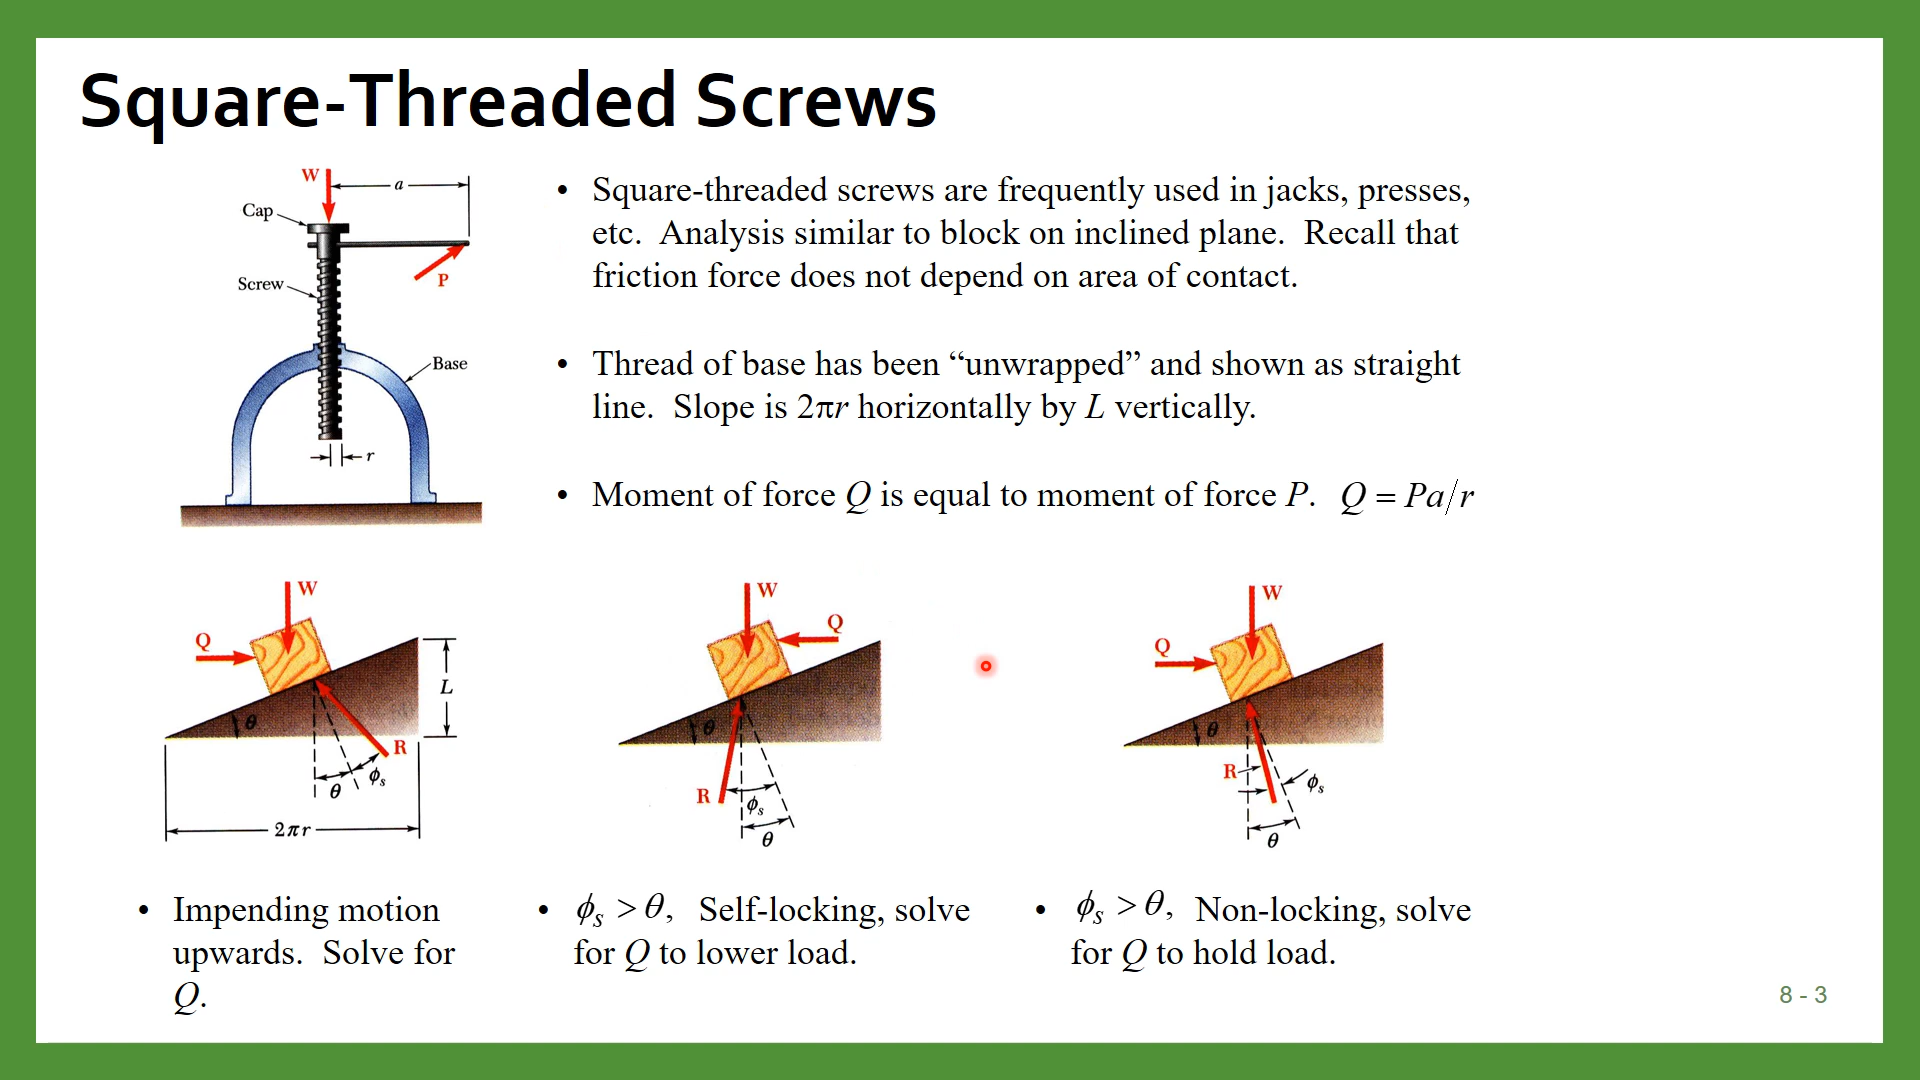 Square-Threaded Screws
W
a
Cap
P
Screw
Base
r
• Square-threaded screws are frequently used in jacks, presses,
etc. Analysis similar to block on inclined plane. Recall that
friction force does not depend on area of contact.
• Thread of base has been “unwrapped” and shown as straight
line. Slope is 2πr horizontally by L vertically.
• Moment of force Q is equal to moment of force P. Q = Pa/r
W
Q
L
θ
R
ϕs
θ
2πr
W
Q
θ
R
ϕs
θ
W
Q
θ
R
ϕs
θ
• Impending motion
upwards. Solve for
Q.
• ϕs > θ, Self-locking, solve
for Q to lower load.
• ϕs > θ, Non-locking, solve
for Q to hold load.
8 - 3